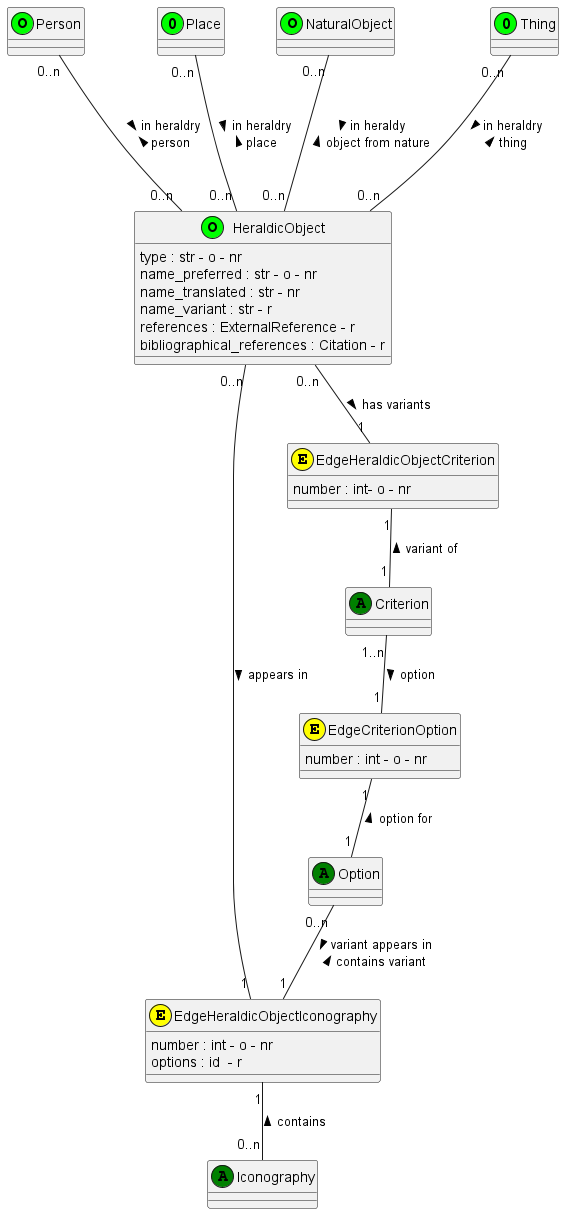 O Person
O Place
O NaturalObject
O Thing
0..n
0..n
0..n
0..n
in heraldry
person
in heraldry
place
in heraldy
object from nature
in heraldry
thing
0..n
0..n
0..n
0..n
O HeraldicObject
type : str - o - nr
name_preferred : str - o - nr
name_translated : str - nr
name_variant : str - r
references : ExternalReference - r
bibliographical_references : Citation - r
0..n
0..n
has variants
1
E EdgeHeraldicObjectCriterion
number : int- o - nr
1
variant of
1
A Criterion
1..n
appears in
option
1
E EdgeCriterionOption
number : int - o - nr
1
option for
1
A Option
0..n
variant appears in
contains variant
1
1
E EdgeHeraldicObjectIconography
number : int - o - nr
options : id - r
1
contains
0..n
A Iconography